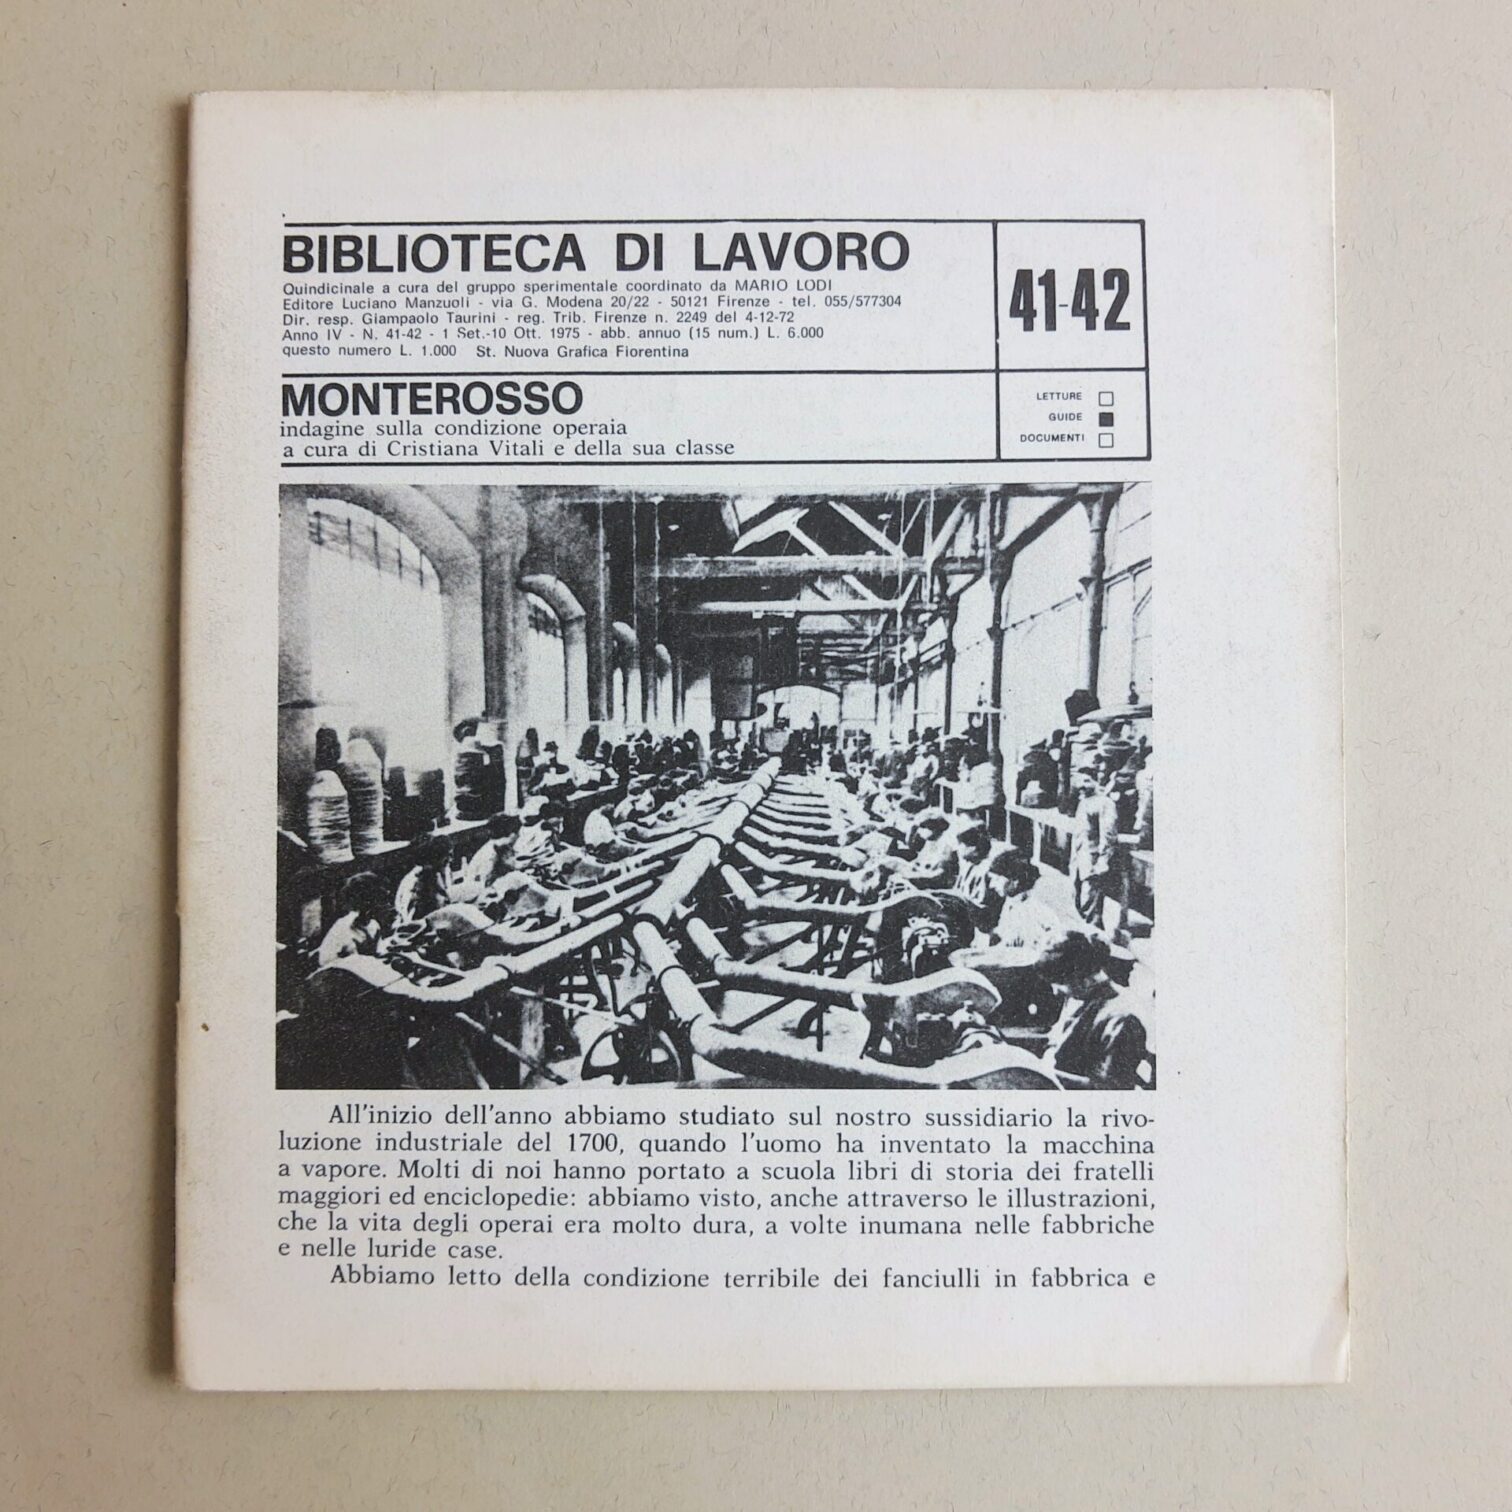 BIBLIOTECA DI LAVORO
Quindicinale a cura del gruppo sperimentale coordinato da MARIO LODI
Editore Luciano Manzuoli - via G. Modena 20/22 - 50121 Firenze - tel. 055/577304
Dir. resp. Giampaolo Taurini - reg. Trib. Firenze n. 2249 del 4-12-72
Anno IV - N. 41-42 - 1 Set.-10 Ott. 1975 - abb. annuo (15 num.) L. 6.000
questo numero L. 1.000 St. Nuova Grafica Fiorentina
41-42
MONTEROSSO
indagine sulla condizione operaia
a cura di Cristiana Vitali e della sua classe
LETTURE
GUIDE
DOCUMENTI
All'inizio dell'anno abbiamo studiato sul nostro sussidiario la rivo-
luzione industriale del 1700, quando l'uomo ha inventato la macchina
a vapore. Molti di noi hanno portato a scuola libri di storia dei fratelli
maggiori ed enciclopedie: abbiamo visto, anche attraverso le illustrazioni,
che la vita degli operai era molto dura, a volte inumana nelle fabbriche
e nelle luride case.
Abbiamo letto della condizione terribile dei fanciulli in fabbrica e